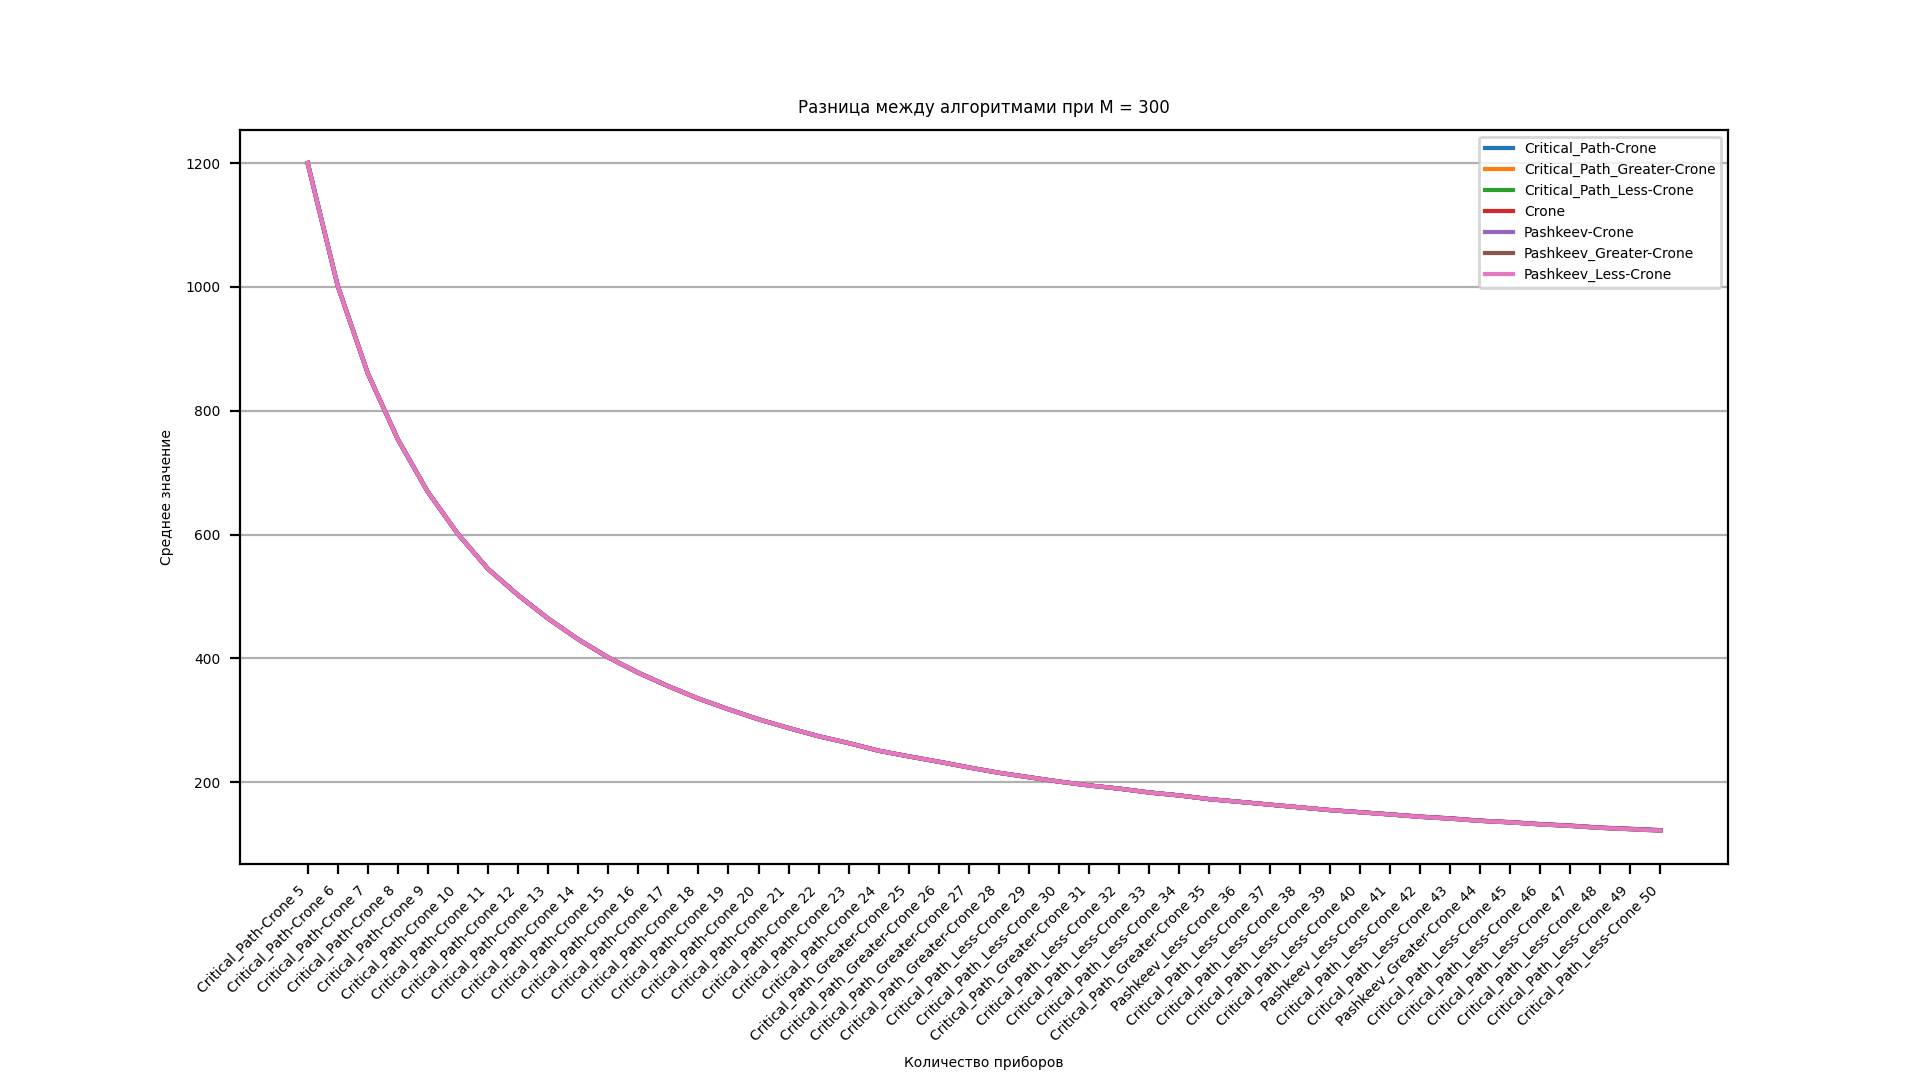 Разница между алгоритмами при M = 300
1200
1000
800
600
400
200
Среднее значение
Critical_Path-Crone
Critical_Path_Greater-Crone
Critical_Path_Less-Crone
Crone
Pashkeev-Crone
Pashkeev_Greater-Crone
Pashkeev_Less-Crone
Critical_Path-Crone 5
Critical_Path-Crone 6
Critical_Path-Crone 7
Critical_Path-Crone 8
Critical_Path-Crone 9
Critical_Path-Crone 10
Critical_Path-Crone 11
Critical_Path-Crone 12
Critical_Path-Crone 13
Critical_Path-Crone 14
Critical_Path-Crone 15
Critical_Path-Crone 16
Critical_Path-Crone 17
Critical_Path-Crone 18
Critical_Path-Crone 19
Critical_Path-Crone 20
Critical_Path-Crone 21
Critical_Path-Crone 22
Critical_Path-Crone 23
Critical_Path-Crone 24
Critical_Path_Greater-Crone 25
Critical_Path_Greater-Crone 26
Critical_Path_Greater-Crone 27
Critical_Path_Greater-Crone 28
Critical_Path_Less-Crone 29
Critical_Path_Less-Crone 30
Critical_Path_Greater-Crone 31
Critical_Path_Less-Crone 32
Critical_Path_Less-Crone 33
Critical_Path_Less-Crone 34
Critical_Path_Greater-Crone 35
Pashkeev_Less-Crone 36
Critical_Path_Less-Crone 37
Critical_Path_Less-Crone 38
Critical_Path_Less-Crone 39
Pashkeev_Less-Crone 40
Critical_Path_Less-Crone 41
Critical_Path_Less-Crone 42
Critical_Path_Less-Crone 43
Pashkeev_Greater-Crone 44
Critical_Path_Less-Crone 45
Critical_Path_Less-Crone 46
Critical_Path_Less-Crone 47
Critical_Path_Less-Crone 48
Critical_Path_Less-Crone 49
Critical_Path_Less-Crone 50
Количество приборов